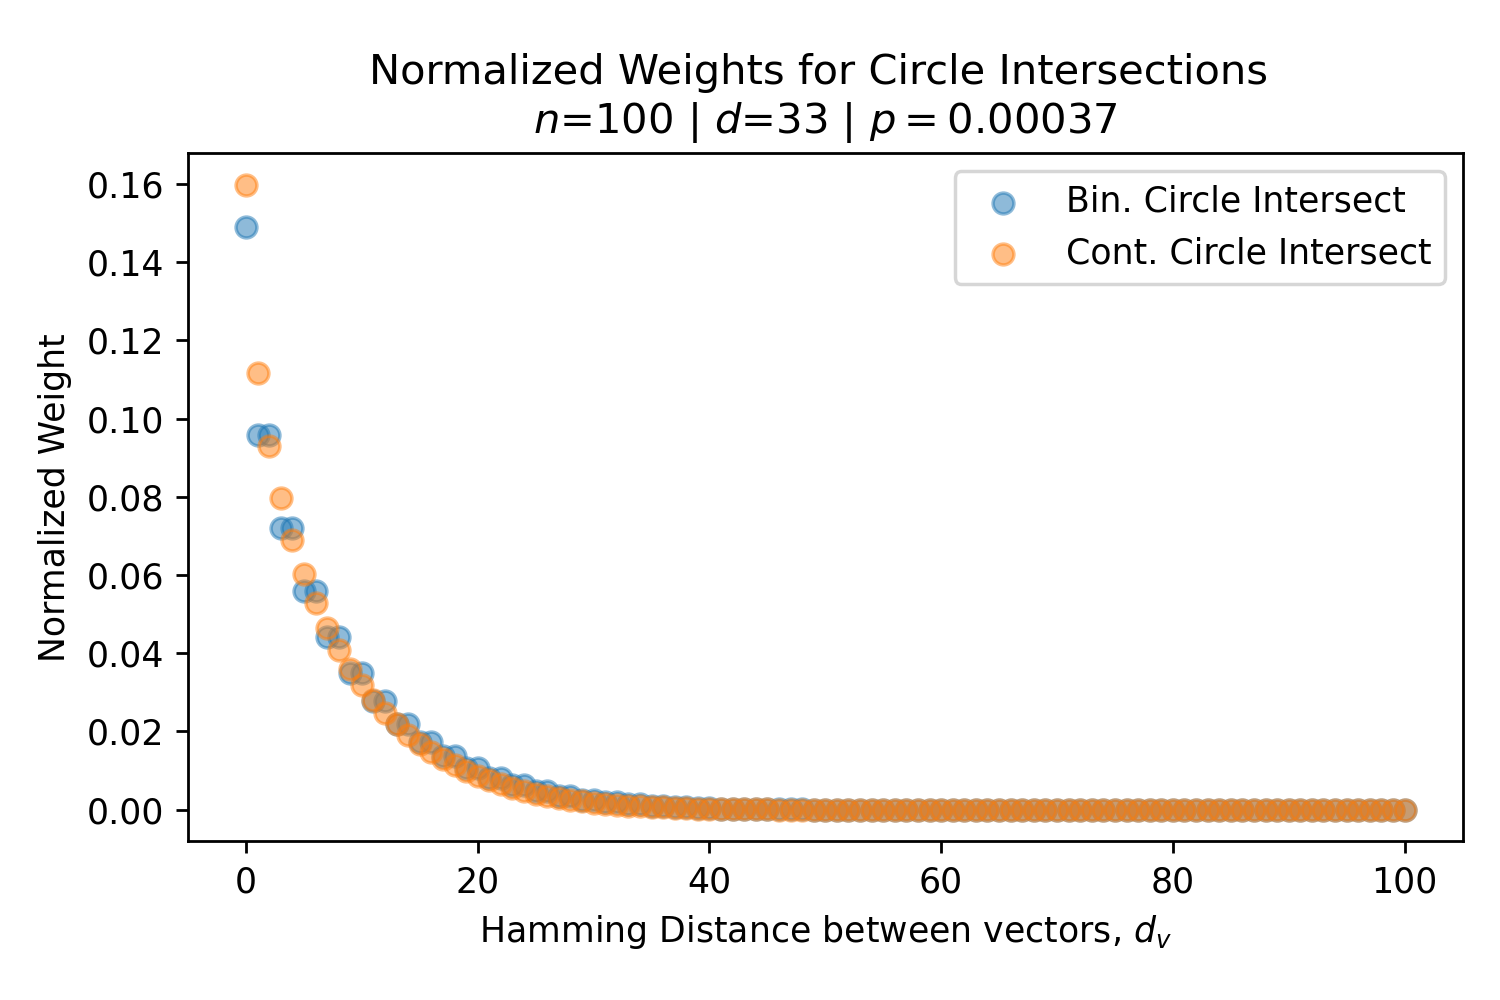 Normalized Weights for Circle Intersections
n=100 | d=33 | p = 0.00037
Bin. Circle Intersect
Cont. Circle Intersect
Normalized Weight
0.16
0.14
0.12
0.10
0.08
0.06
0.04
0.02
0.00
0 20 40 60 80 100
Hamming Distance between vectors, d_v